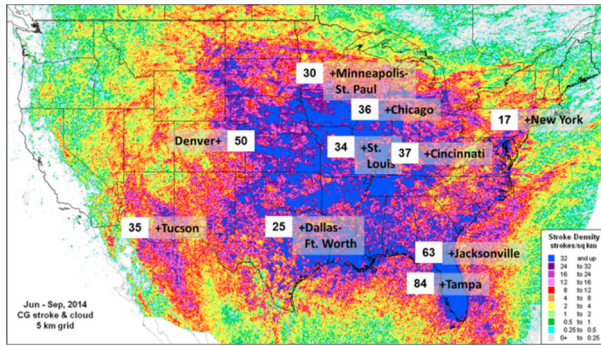 30 +Minneapolis-
St. Paul
36 +Chicago
17 +New York
Denver+ 50
34 +St.
Louis
37 +Cincinnati
35 +Tucson
25 +Dallas-
Ft. Worth
63 +Jacksonville
84 +Tampa
Jun - Sep, 2014
CG stroke & cloud
5 km grid
Stroke Density
strokes/sq km
32 and up
24 to 32
16 to 24
12 to 16
8 to 12
4 to 8
2 to 4
1 to 2
0.5 to 1
0.25 to 0.5
0+ to 0.25